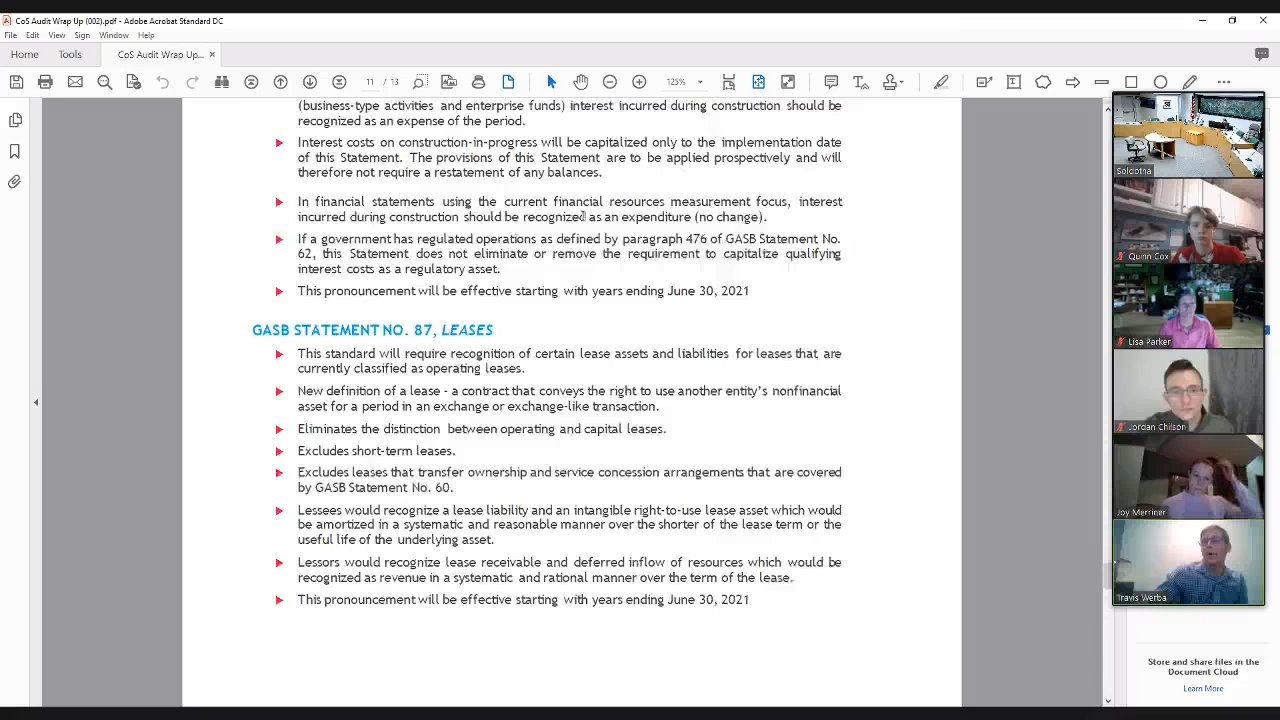 CoS Audit Wrap Up (002).pdf - Adobe Acrobat Standard DC
File Edit View Sign Window Help
Home Tools CoS Audit Wrap Up... ×
11 / 13 125%
(business-type activities and enterprise funds) interest incurred during construction should be
recognized as an expense of the period.
Interest costs on construction-in-progress will be capitalized only to the implementation date
of this Statement. The provisions of this Statement are to be applied prospectively and will
therefore not require a restatement of any balances.
In financial statements using the current financial resources measurement focus, interest
incurred during construction should be recognized as an expenditure (no change).
If a government has regulated operations as defined by paragraph 476 of GASB Statement No.
62, this Statement does not eliminate or remove the requirement to capitalize qualifying
interest costs as a regulatory asset.
This pronouncement will be effective starting with years ending June 30, 2021
GASB STATEMENT NO. 87, LEASES
This standard will require recognition of certain lease assets and liabilities for leases that are
currently classified as operating leases.
New definition of a lease - a contract that conveys the right to use another entity's nonfinancial
asset for a period in an exchange or exchange-like transaction.
Eliminates the distinction between operating and capital leases.
Excludes short-term leases.
Excludes leases that transfer ownership and service concession arrangements that are covered
by GASB Statement No. 60.
Lessees would recognize a lease liability and an intangible right-to-use lease asset which would
be amortized in a systematic and reasonable manner over the shorter of the lease term or the
useful life of the underlying asset.
Lessors would recognize lease receivable and deferred inflow of resources which would be
recognized as revenue in a systematic and rational manner over the term of the lease.
This pronouncement will be effective starting with years ending June 30, 2021
Soldotna
Quinn Cox
Lisa Parker
Jordan Chilson
Joy Merriner
Travis Werba
Store and share files in the
Document Cloud
Learn More